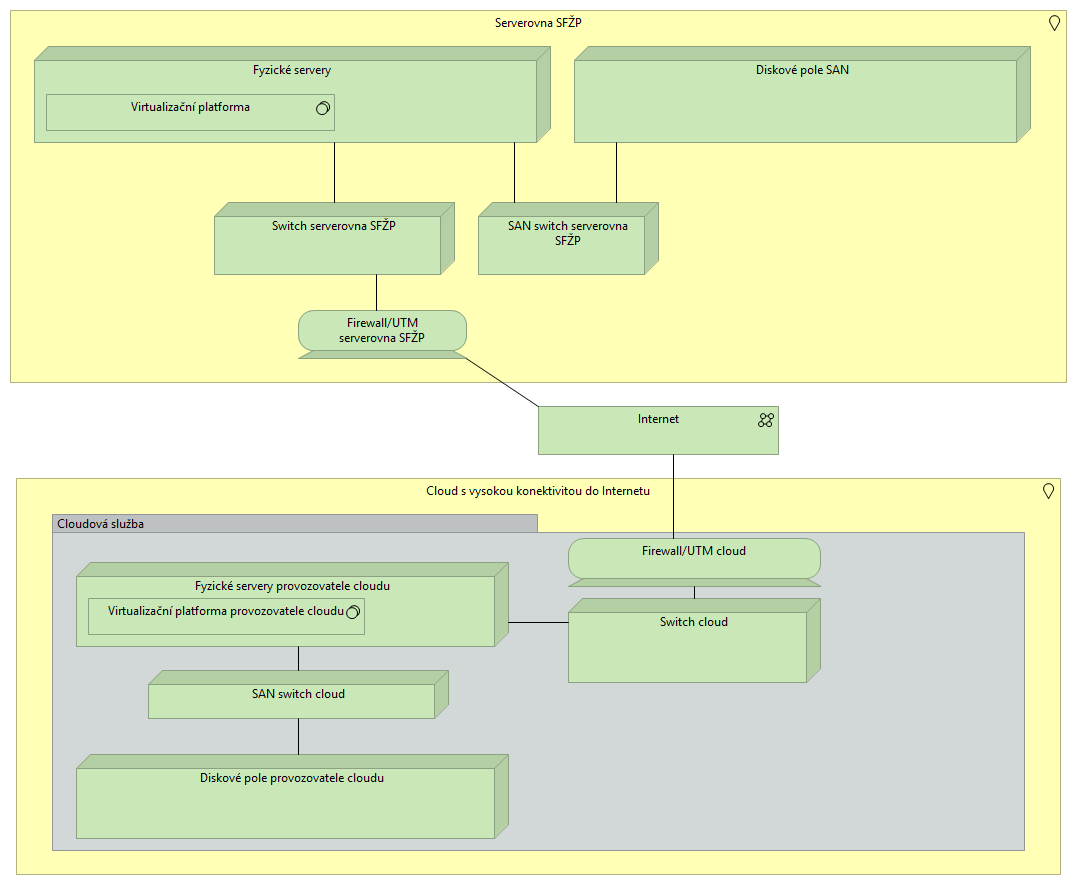 Serverovna SFŽP
Fyzické servery
Virtualizační platforma
Diskové pole SAN
Switch serverovna SFŽP
SAN switch serverovna
SFŽP
Firewall/UTM
serverovna SFŽP
Internet
Cloud s vysokou konektivitou do Internetu
Cloudová služba
Firewall/UTM cloud
Fyzické servery provozovatele cloudu
Virtualizační platforma provozovatele cloudu
Switch cloud
SAN switch cloud
Diskové pole provozovatele cloudu